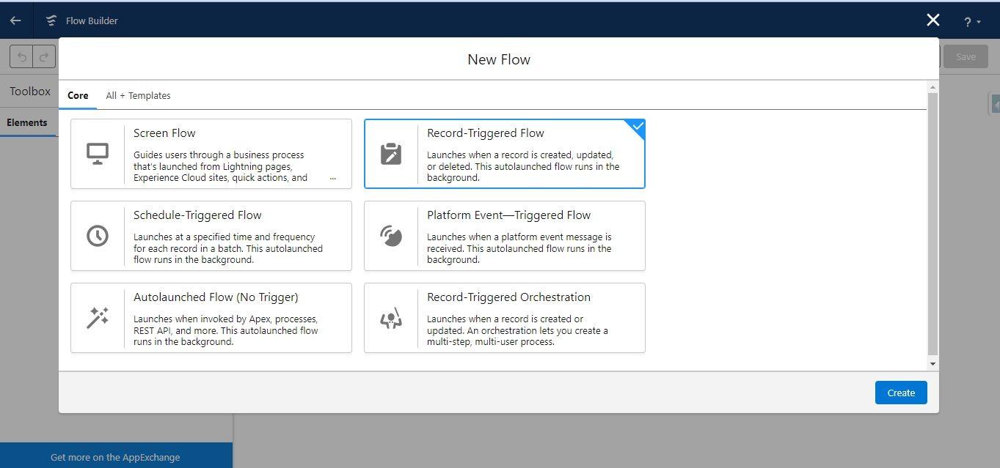 Flow Builder
?
Save
New Flow
Toolbox
Core
All + Templates
Elements
Screen Flow
Guides users through a business process
that's launched from Lightning pages,
Experience Cloud sites, quick actions, and ...
Record-Triggered Flow
Launches when a record is created, updated,
or deleted. This autolaunched flow runs in the
background.
Schedule-Triggered Flow
Launches at a specified time and frequency
for each record in a batch. This autolaunched
flow runs in the background.
Platform Event—Triggered Flow
Launches when a platform event message is
received. This autolaunched flow runs in the
background.
Autolaunched Flow (No Trigger)
Launches when invoked by Apex, processes,
REST API, and more. This autolaunched flow
runs in the background.
Record-Triggered Orchestration
Launches when a record is created or
updated. An orchestration lets you create a
multi-step, multi-user process.
Create
Get more on the AppExchange